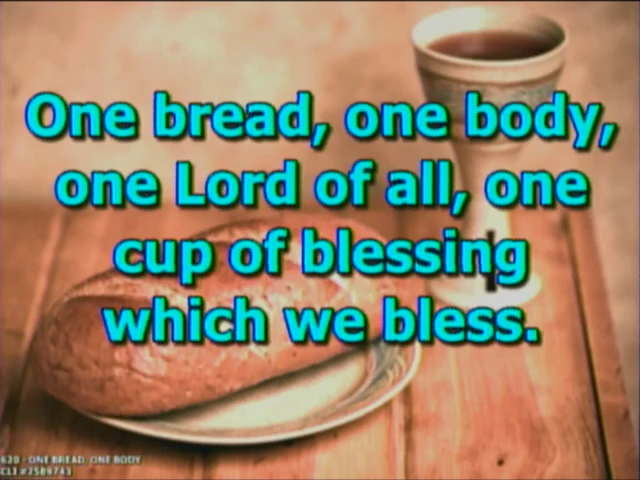 One bread, one body,
one Lord of all, one
cup of blessing
which we bless.
620 - ONE BREAD, ONE BODY
CLI #2589743